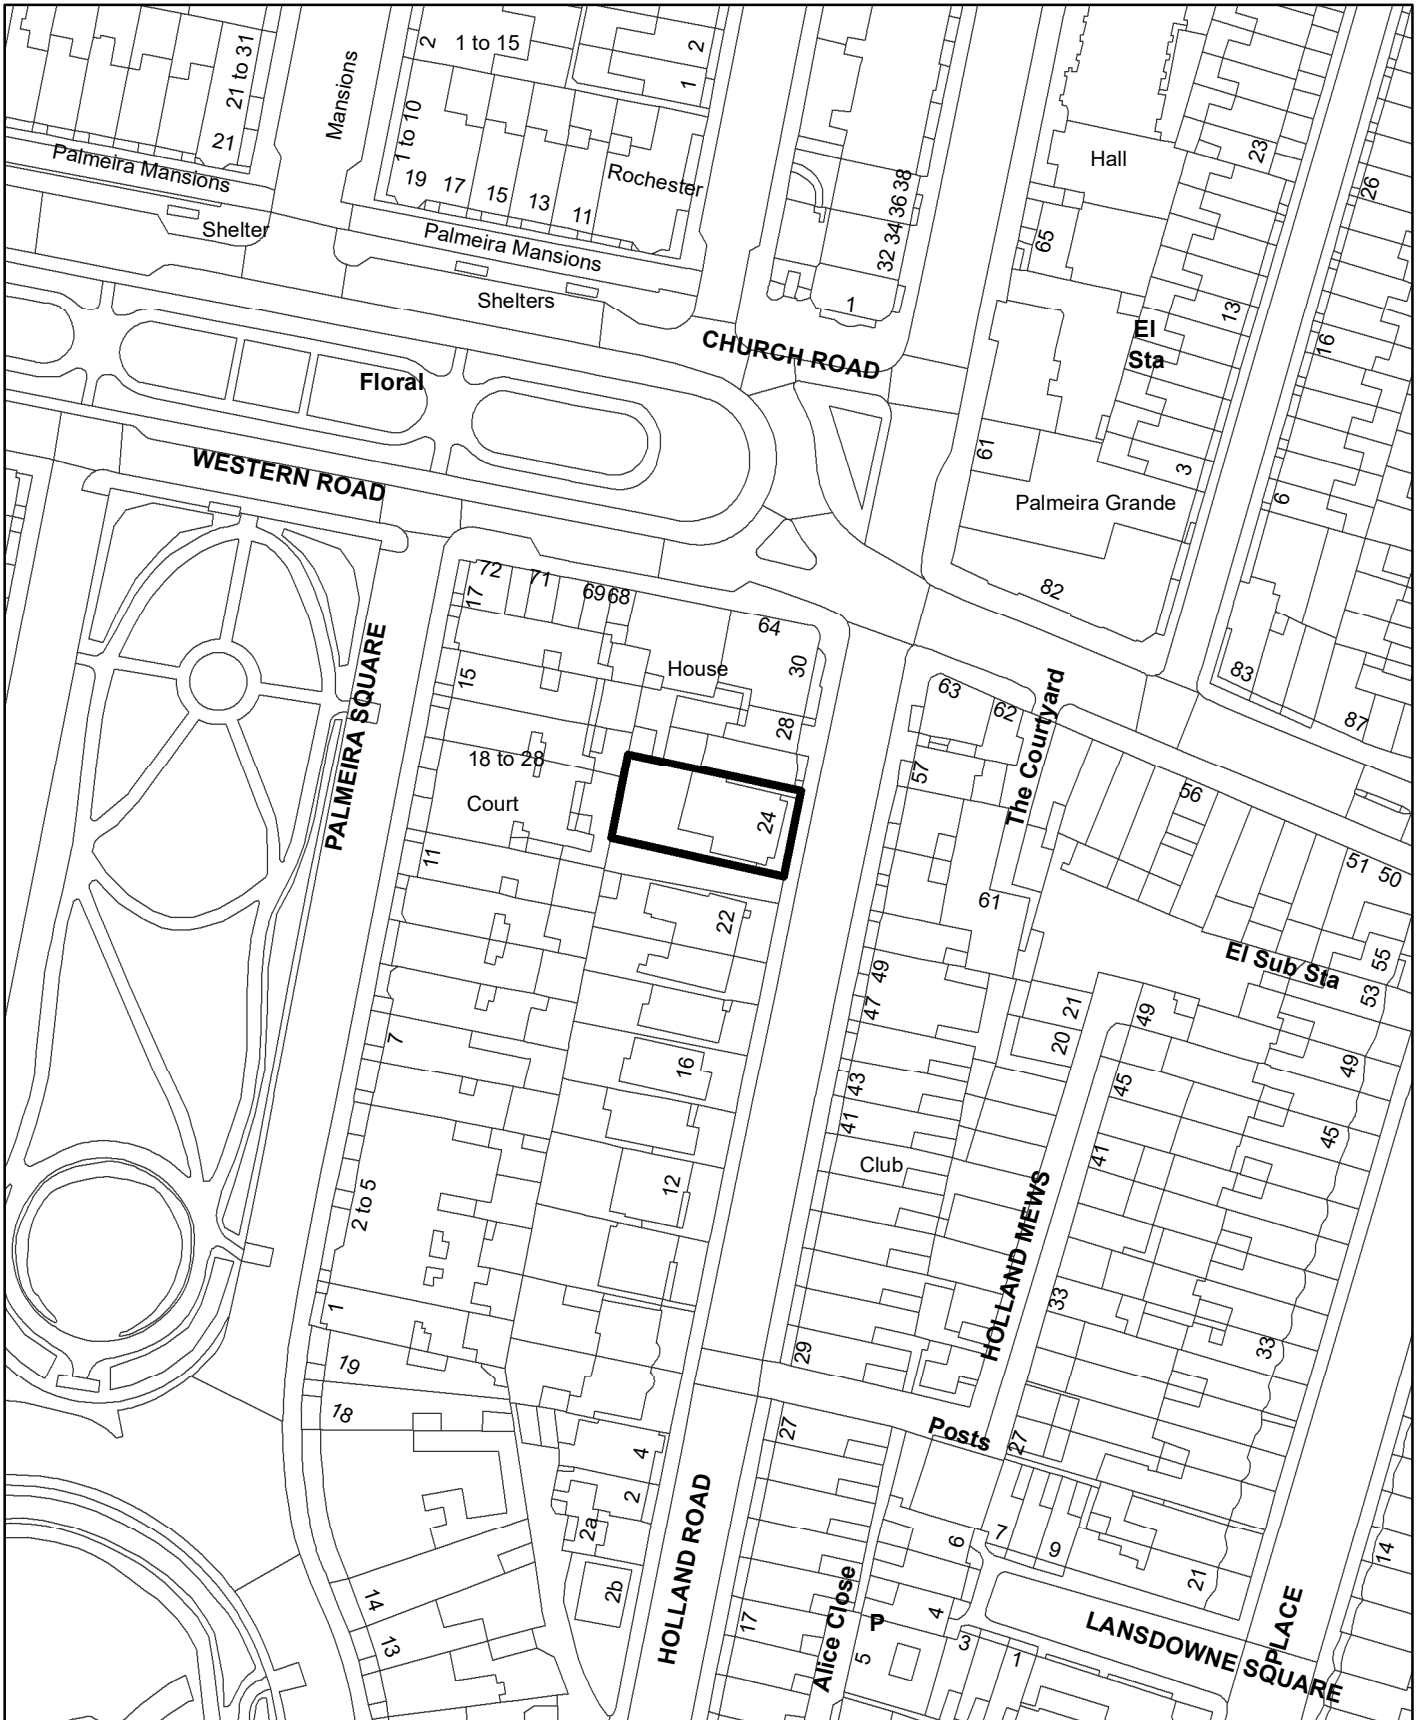 21 to 31
Mansions
2
1 to 15
2
1
1 to 10
21
Palmeira Mansions
Shelter
19
17
15
13
11
Rochester
Palmeira Mansions
Shelters
38
36
34
32
1
Hall
65
23
26
13
16
El
Sta
CHURCH ROAD
Floral
WESTERN ROAD
61
3
Palmeira Grande
6
82
72
71
69
68
17
64
House
30
15
28
18 to 28
Court
PALMEIRA SQUARE
11
24
22
63
62
The Courtyard
57
83
87
56
51
50
61
El Sub Sta
55
53
49
47
21
20
49
49
7
16
43
41
45
45
41
Club
12
2 to 5
HOLLAND MEWS
33
33
1
29
19
18
27
Posts
27
4
2
2a
2b
HOLLAND ROAD
6
7
9
21
14
14
13
17
Alice Close
P
5
4
3
1
LANSDOWNE SQUARE
PLACE